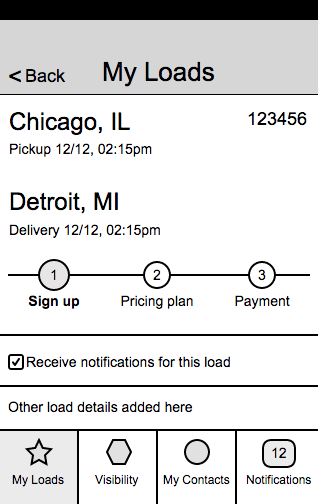 < Back My Loads
Chicago, IL 123456
Pickup 12/12, 02:15pm
Detroit, MI
Delivery 12/12, 02:15pm
1 2 3
Sign up Pricing plan Payment
Receive notifications for this load
Other load details added here
12
My Loads Visibility My Contacts Notifications